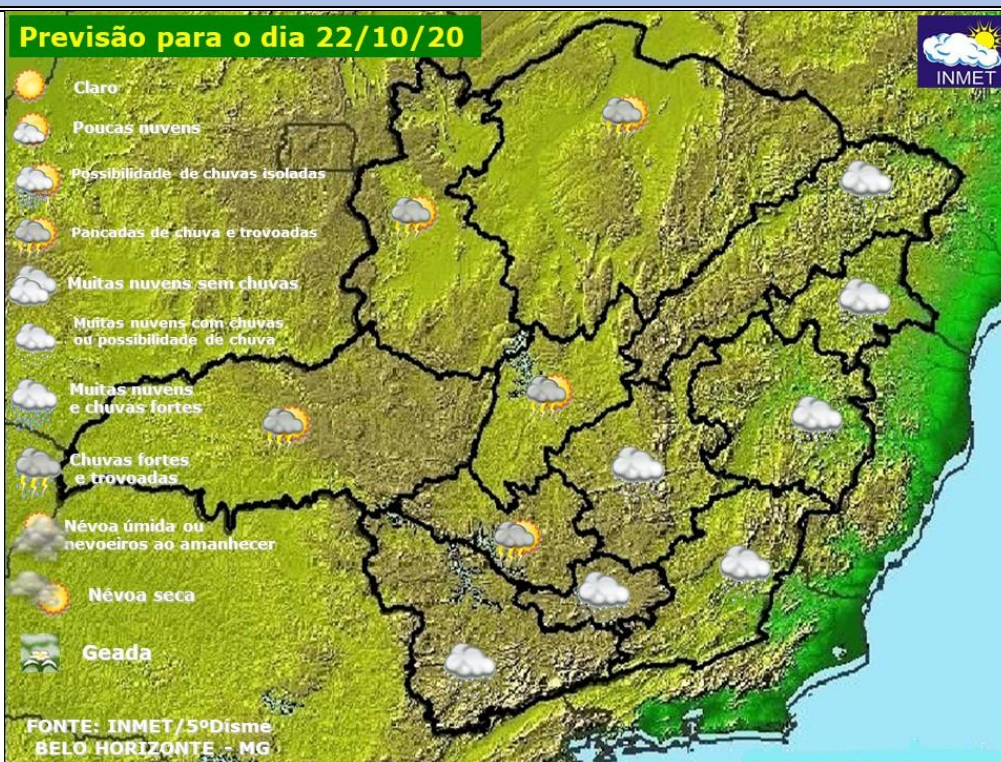 Previsão para o dia 22/10/20
INMET
Claro
Poucas nuvens
Possibilidade de chuvas isoladas
Pancadas de chuva e trovoadas
Muitas nuvens sem chuvas
Muitas nuvens com chuvas
ou possibilidade de chuva
Muitas nuvens
e chuvas fortes
Chuvas fortes
e trovoadas
Névoa úmida ou
nevoeiros ao amanhecer
Névoa seca
Geada
FONTE: INMET/5ºDisme
BELO HORIZONTE - MG